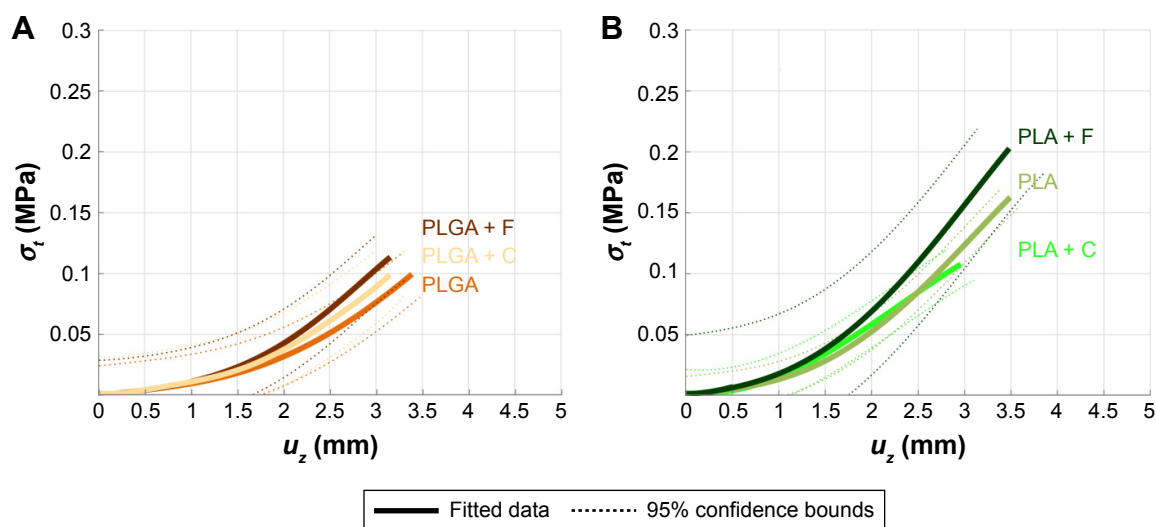 A
0.3
0.25
0.2
0.15
0.1
0.05
σt (MPa)
PLGA + F
PLGA + C
PLGA
0 0.5 1 1.5 2 2.5 3 3.5 4 4.5 5
uz (mm)
B
0.3
0.25
0.2
0.15
0.1
0.05
σt (MPa)
PLA + F
PLA
PLA + C
0 0.5 1 1.5 2 2.5 3 3.5 4 4.5 5
uz (mm)
Fitted data 95% confidence bounds